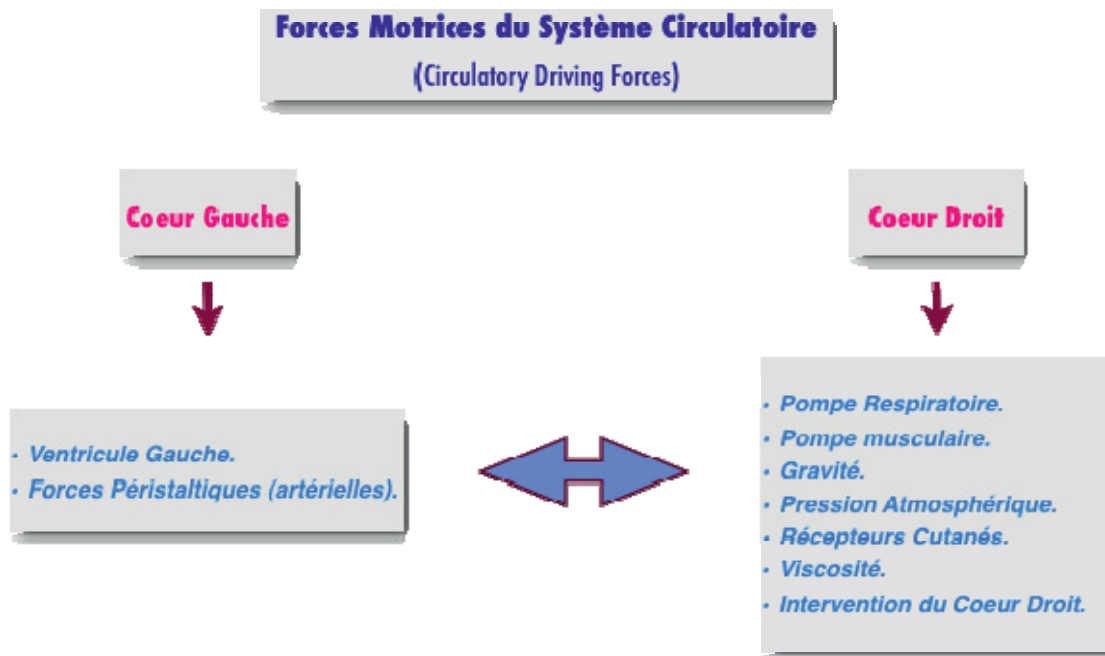 Forces Motrices du Système Circulatoire
(Circulatory Driving Forces)
Coeur Gauche
Coeur Droit
• Ventricule Gauche.
• Forces Péristaltiques (artérielles).
• Pompe Respiratoire.
• Pompe musculaire.
• Gravité.
• Pression Atmosphérique.
• Récepteurs Cutanés.
• Viscosité.
• Intervention du Coeur Droit.